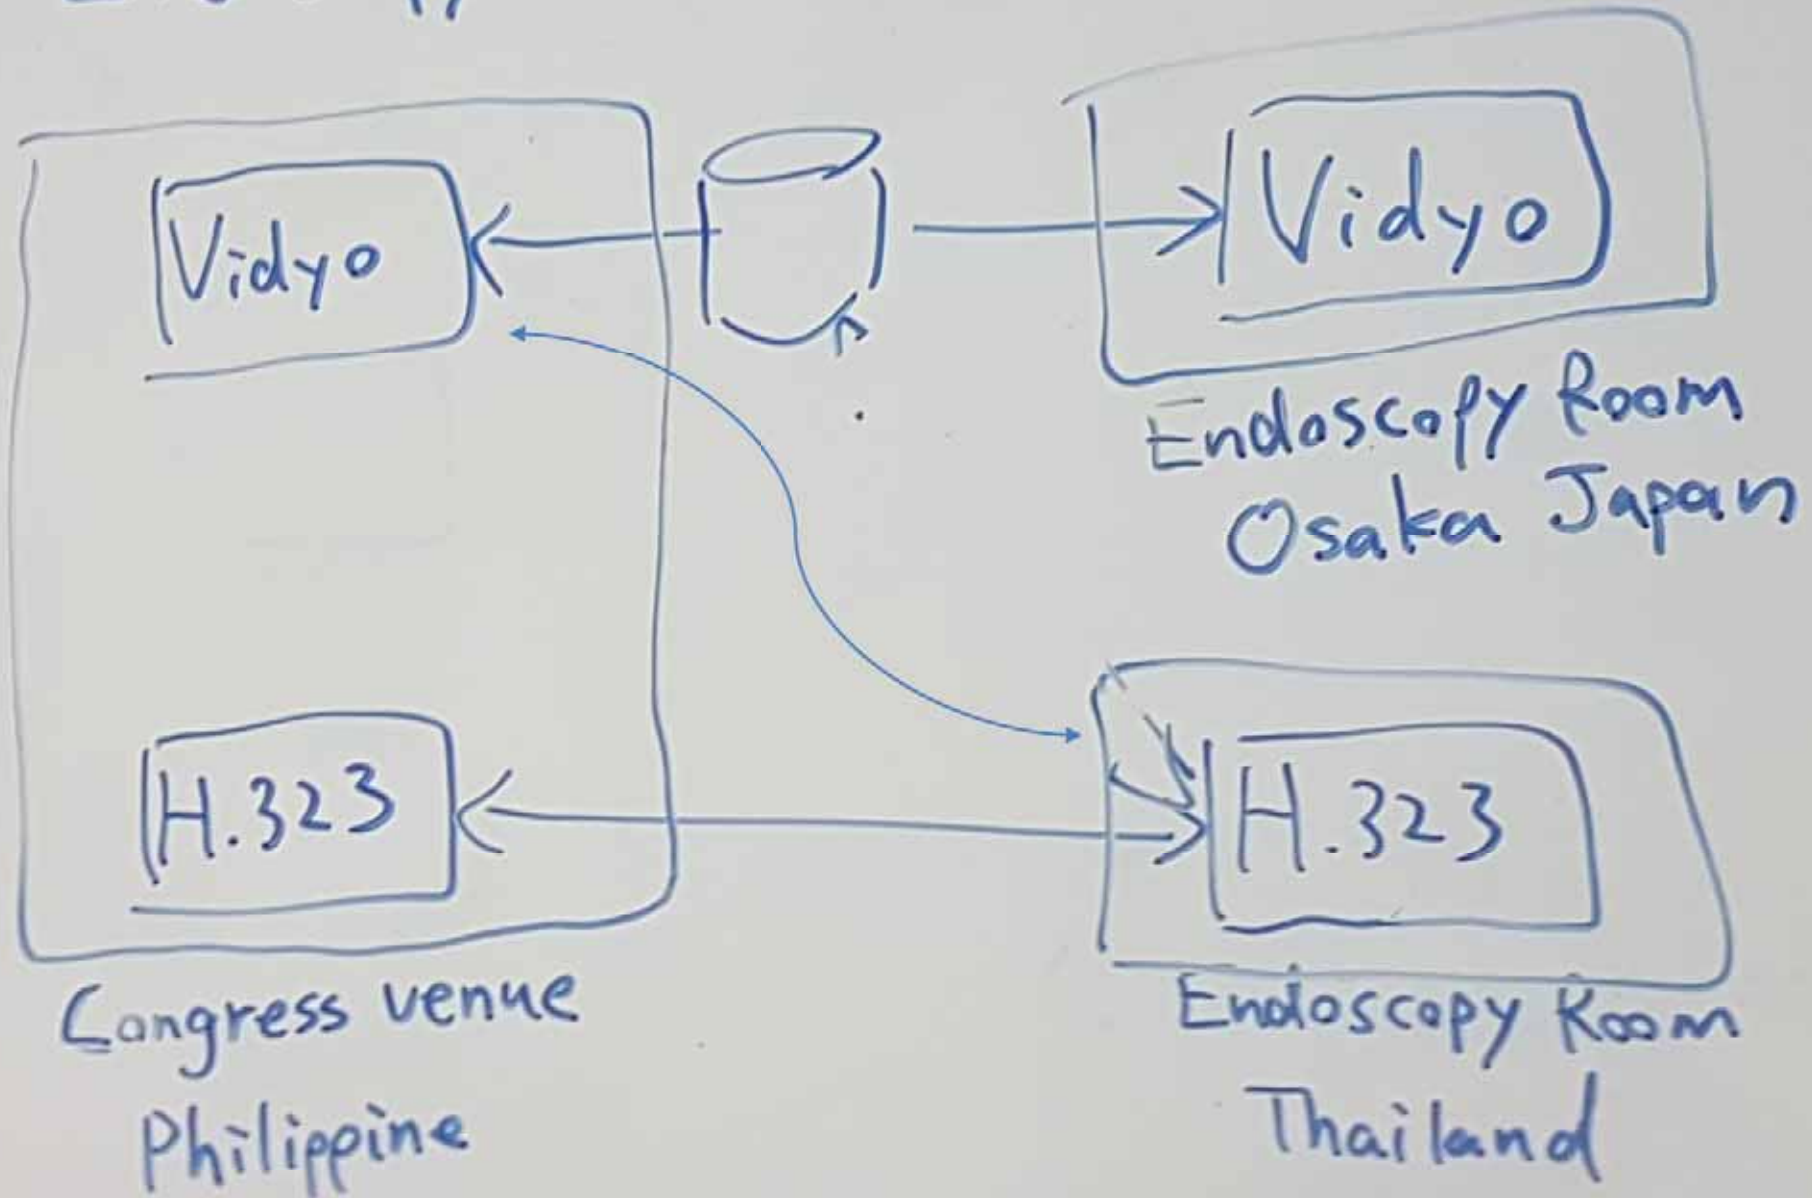 Vidyo
Vidyo
Endoscopy Room
Osaka Japan
H.323
H.323
Congress venue
Philippine
Endoscopy Room
Thailand